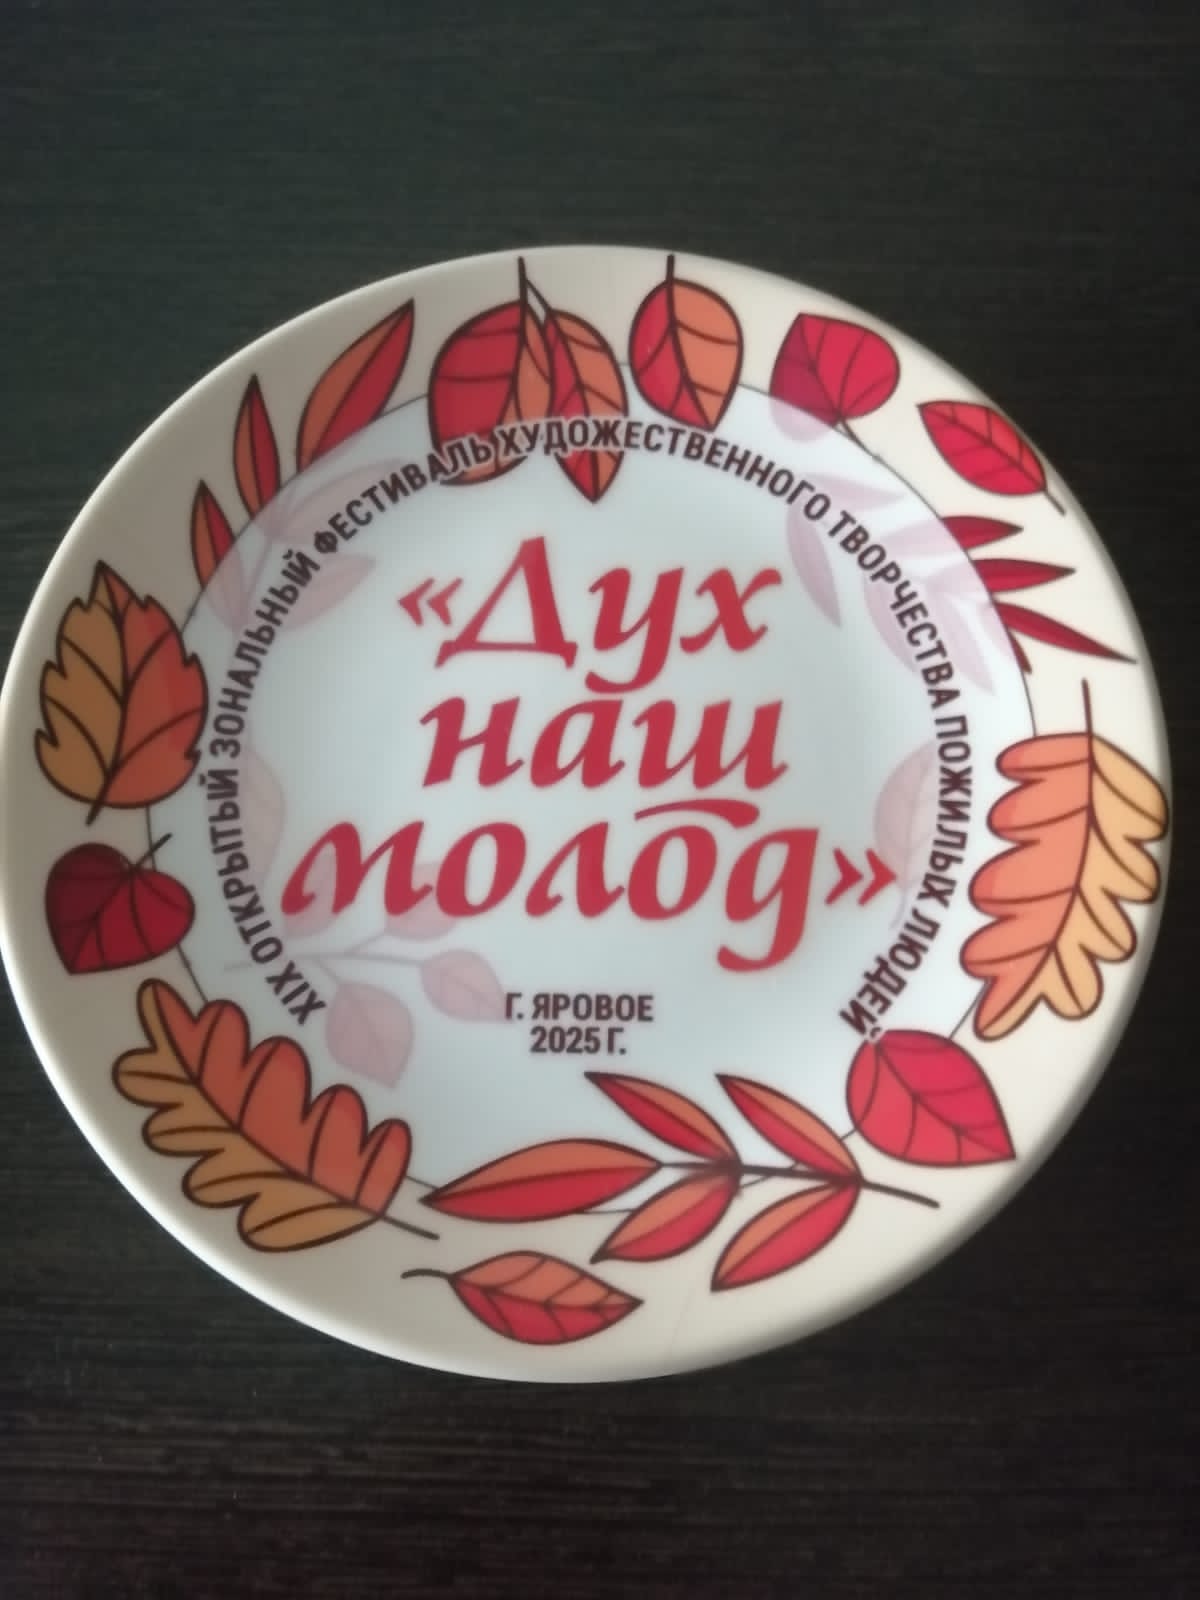 XIX ОТКРЫТЫЙ ЗОНАЛЬНЫЙ ФЕСТИВАЛЬ ХУДОЖЕСТВЕННОГО ТВОРЧЕСТВА ПОЖИЛЫХ ЛЮДЕЙ
«Дух
наш
молод»
Г. ЯРОВОЕ
2025 Г.